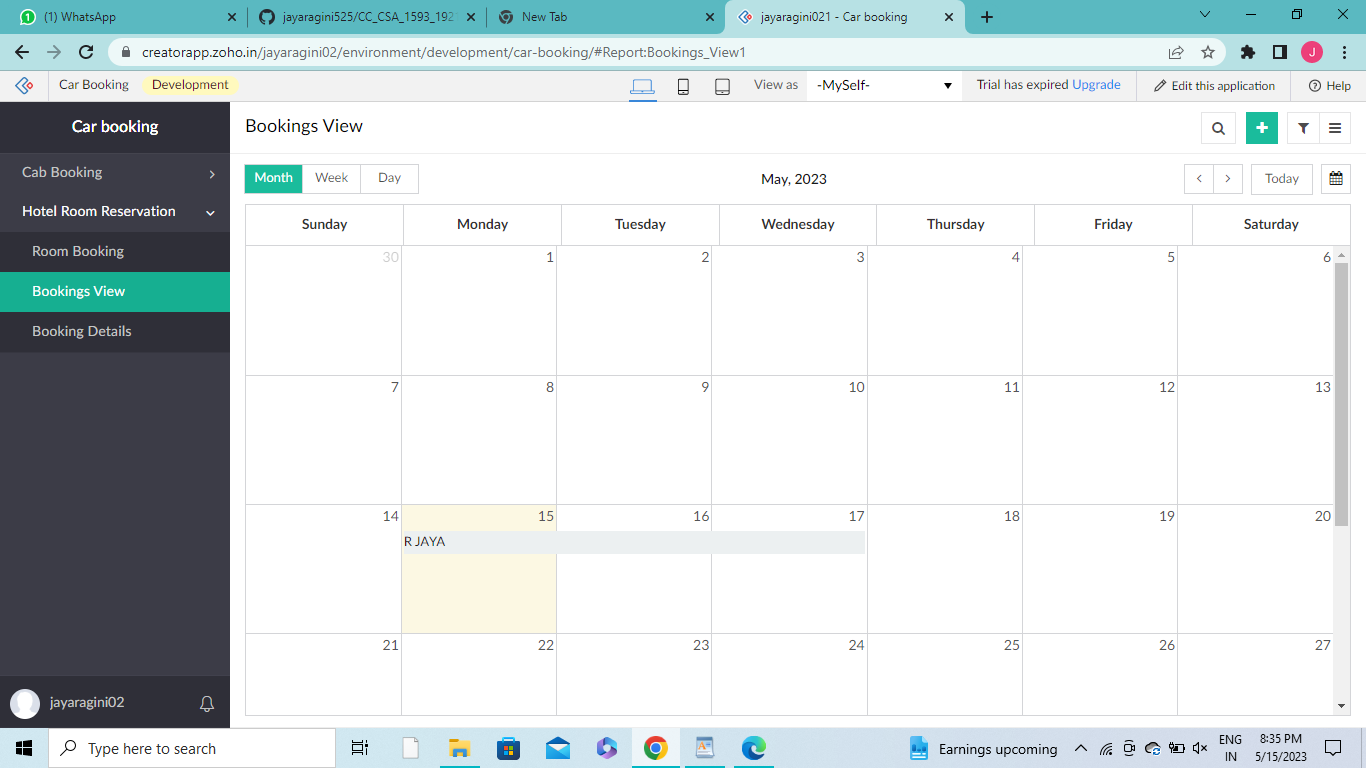 (1) WhatsApp
jayaragini525/CC_CSA_1593_192
New Tab
jayaragini021 - Car booking
creatorapp.zoho.in/jayaragini02/environment/development/car-booking/#Report:Bookings_View1
J
Car Booking Development View as -MySelf- Trial has expired Upgrade Edit this application Help
Car booking
Cab Booking
Hotel Room Reservation
Room Booking
Bookings View
Booking Details
jayaragini02
Bookings View
Month Week Day May, 2023 Today
Sunday Monday Tuesday Wednesday Thursday Friday Saturday
30 1 2 3 4 5 6
7 8 9 10 11 12 13
14 15 16 17 18 19 20
R JAYA
21 22 23 24 25 26 27
Type here to search
Earnings upcoming
ENG
IN
8:35 PM
5/15/2023